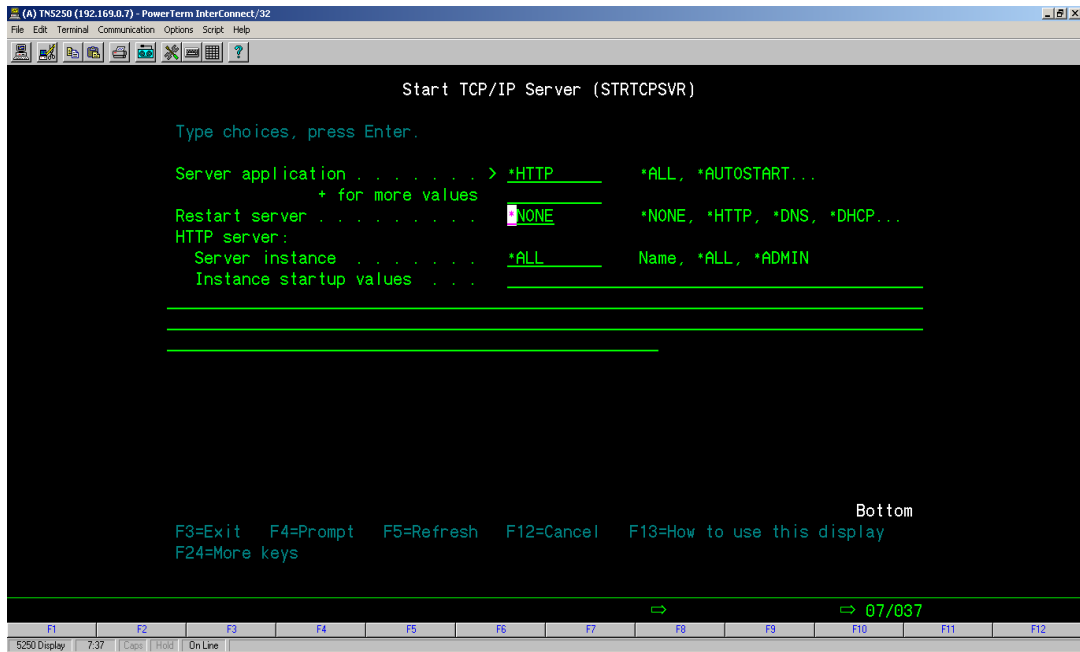 (A) TN5250 (192.169.0.7) - PowerTerm InterConnect/32
File Edit Terminal Communication Options Script Help
Start TCP/IP Server (STRTCPSVR)
Type choices, press Enter.
Server application . . . . . . . > *HTTP *ALL, *AUTOSTART...
+ for more values
Restart server . . . . . . . . . *NONE *NONE, *HTTP, *DNS, *DHCP...
HTTP server:
Server instance . . . . . . . *ALL Name, *ALL, *ADMIN
Instance startup values . . .
Bottom
F3=Exit F4=Prompt F5=Refresh F12=Cancel F13=How to use this display
F24=More keys
⇨ ⇨ 07/037
F1 F2 F3 F4 F5 F6 F7 F8 F9 F10 F11 F12
5250 Display 7:37 Caps Hold On Line